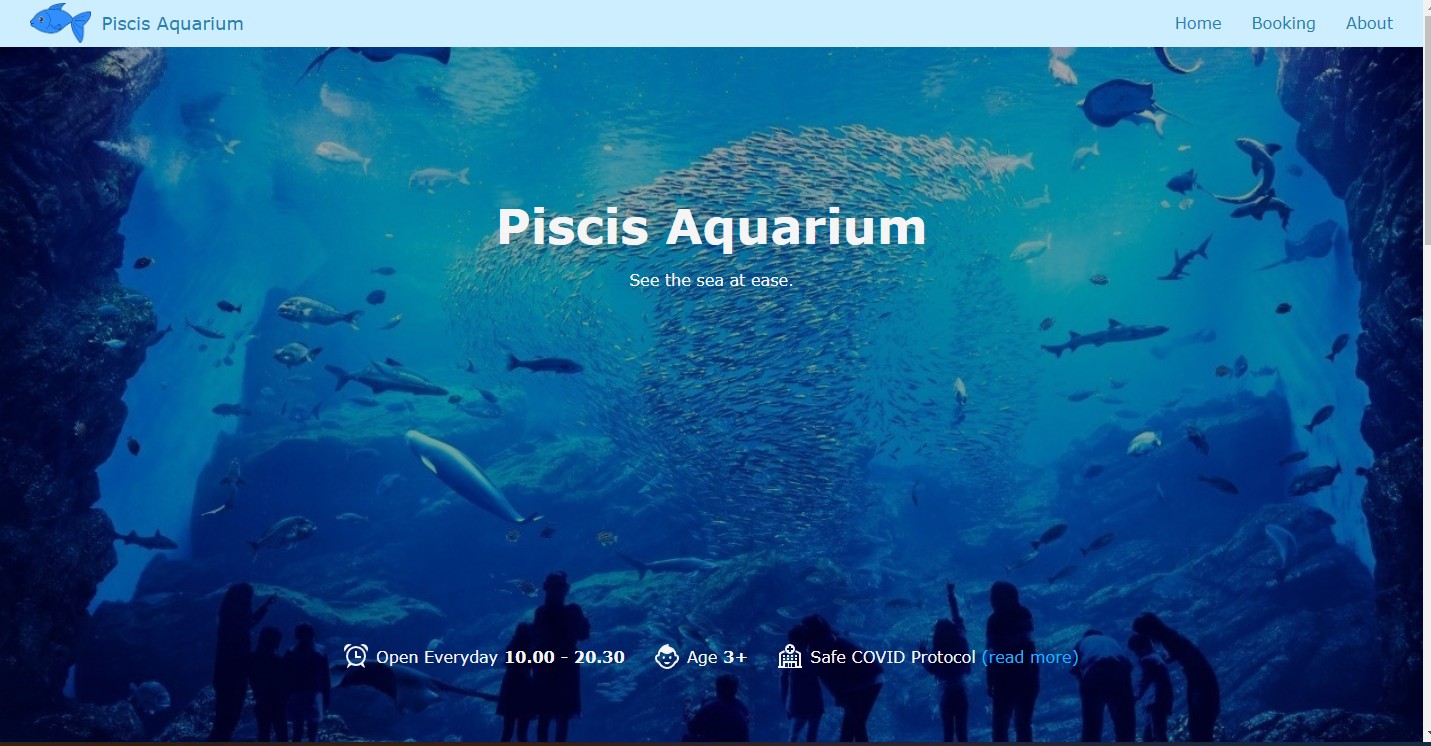 Piscis Aquarium
Home Booking About
Piscis Aquarium
See the sea at ease.
Open Everyday 10.00 - 20.30 Age 3+ Safe COVID Protocol (read more)